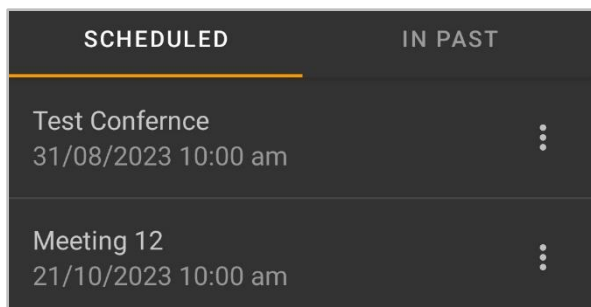 SCHEDULED IN PAST
Test Confernce
31/08/2023 10:00 am
Meeting 12
21/10/2023 10:00 am